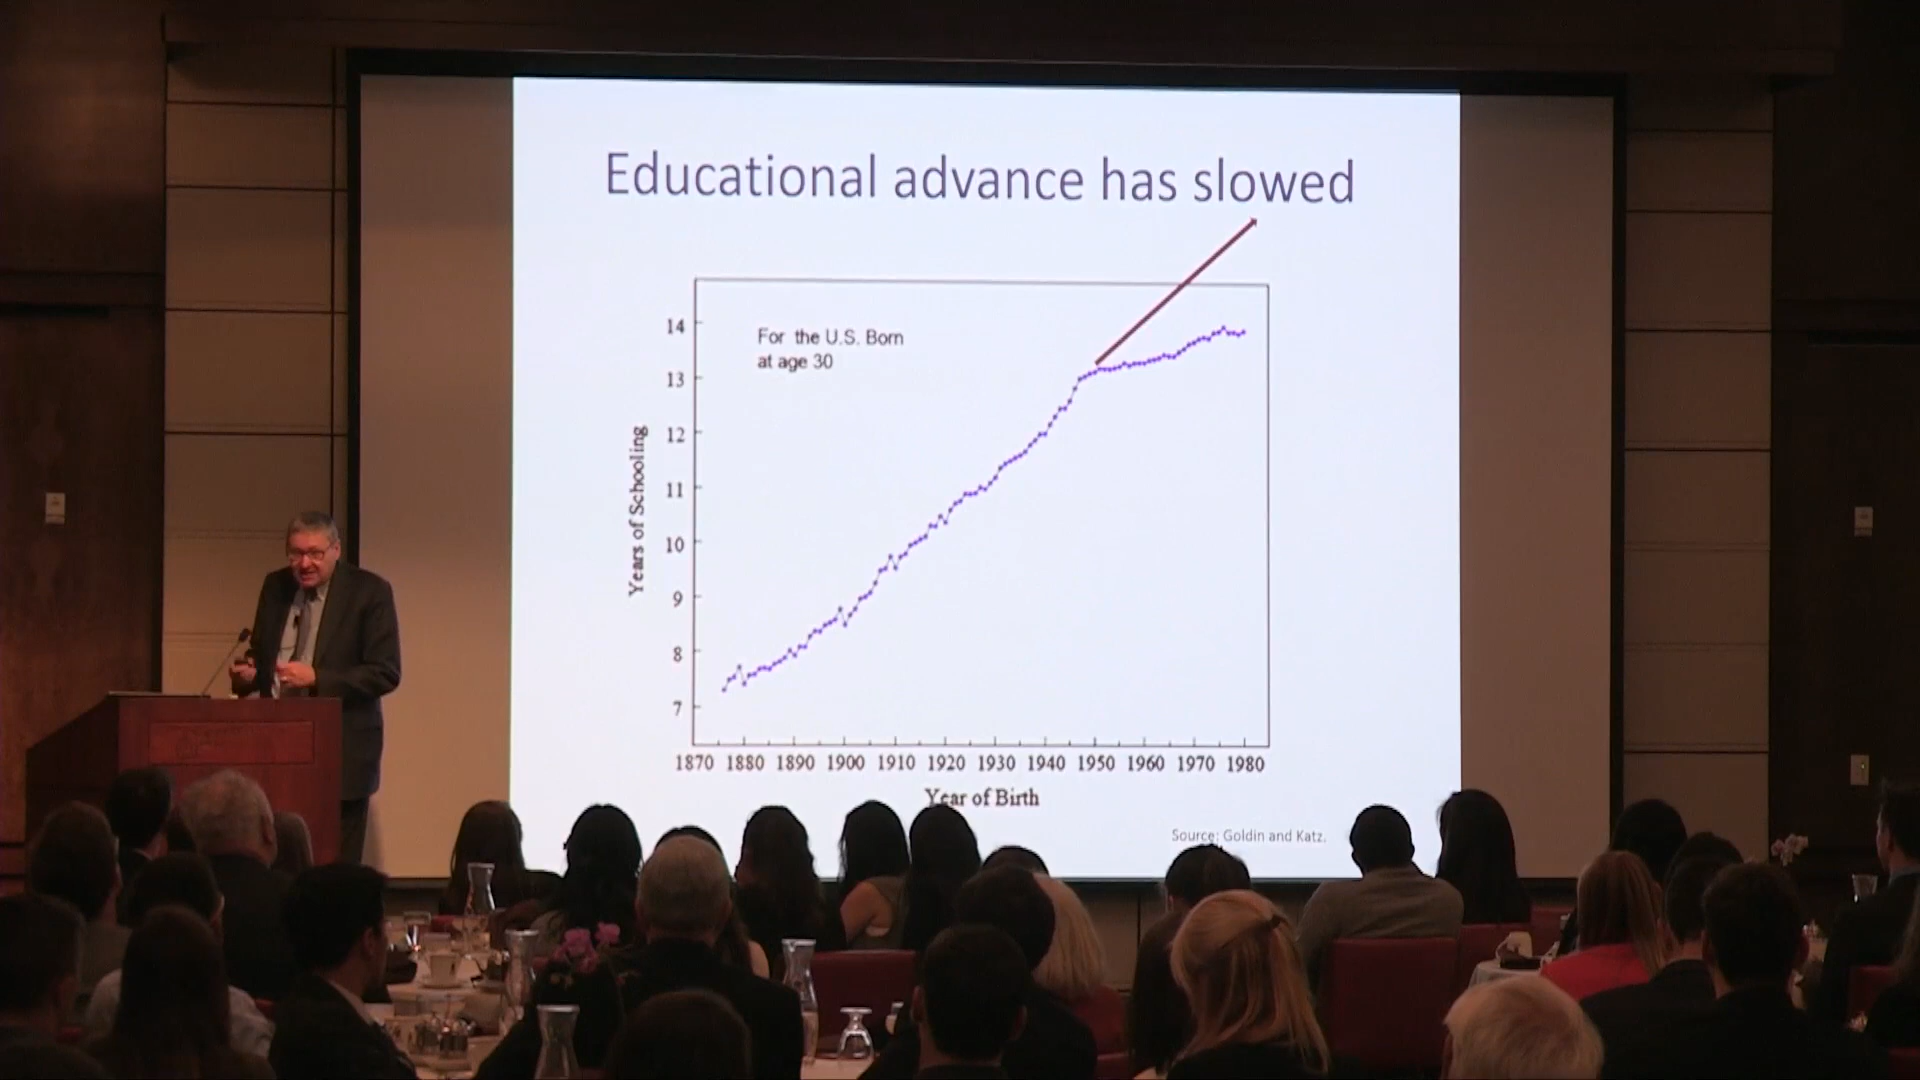 Educational advance has slowed
For the U.S. Born
at age 30
14
13
12
11
10
9
8
7
Years of Schooling
1870 1880 1890 1900 1910 1920 1930 1940 1950 1960 1970 1980
Year of Birth
Source: Goldin and Katz.